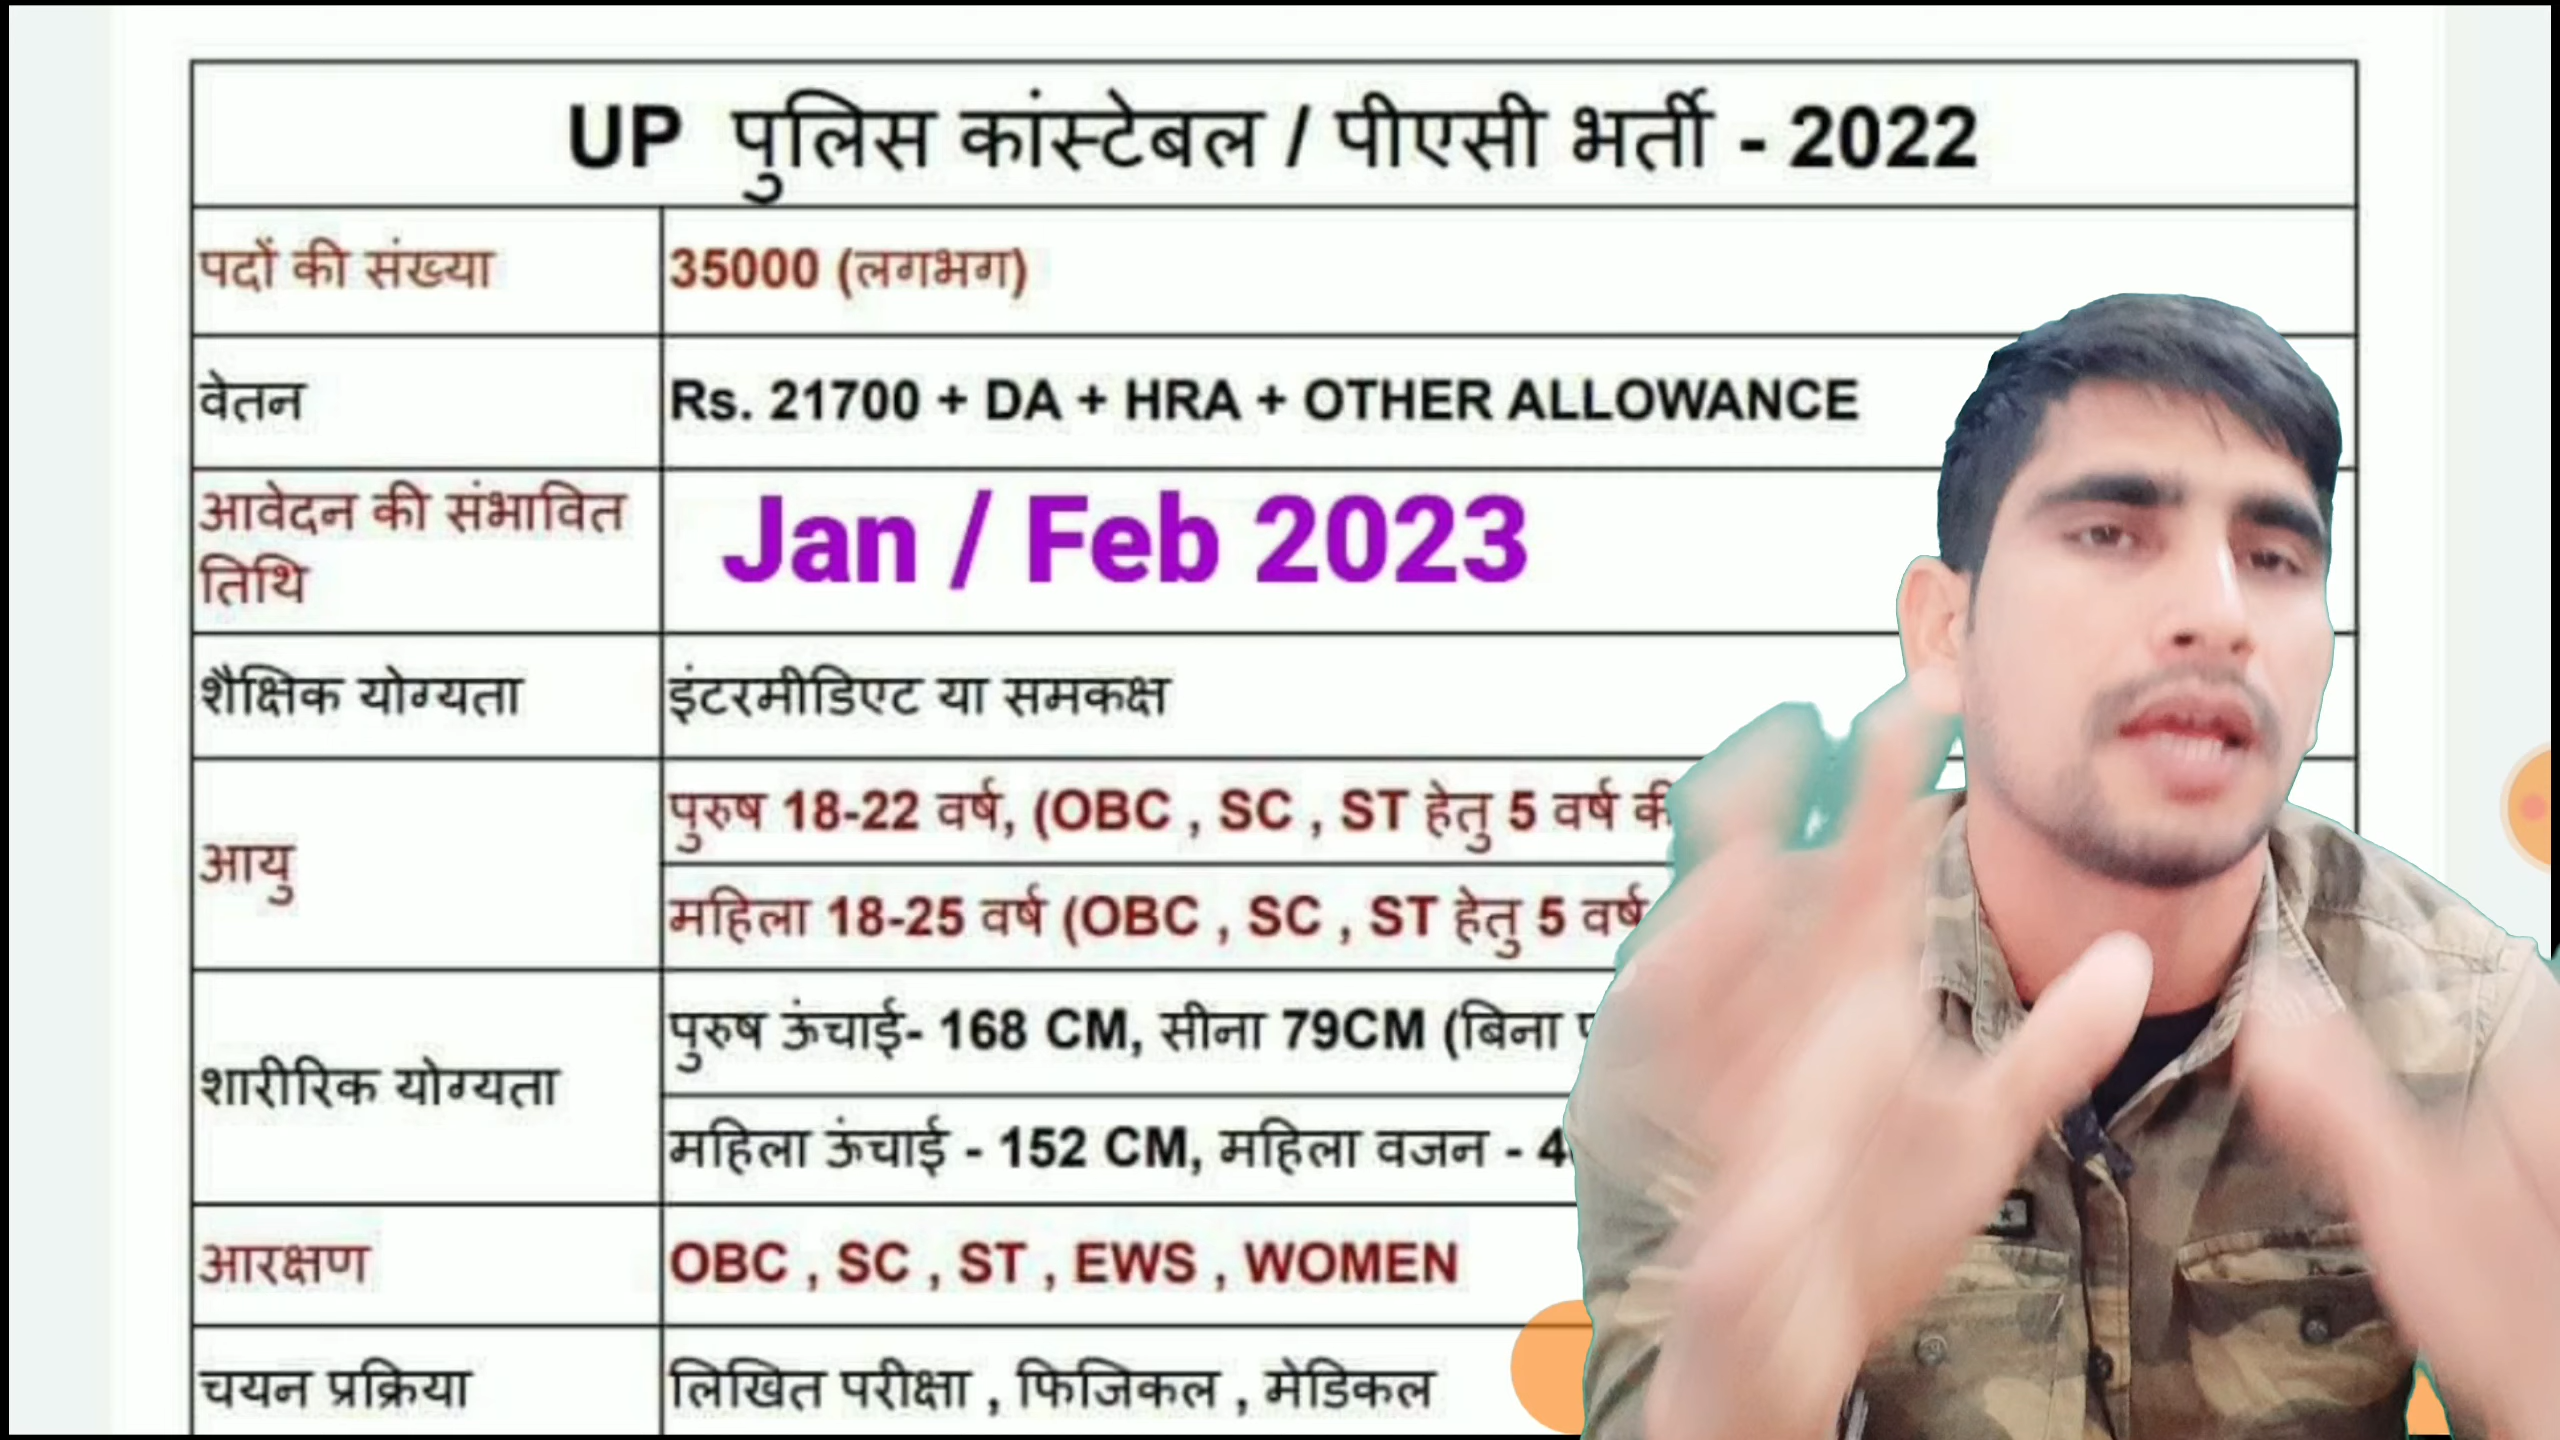 UP पुलिस कांस्टेबल / पीएसी भर्ती - 2022
पदों की संख्या 35000 (लगभग)
वेतन Rs. 21700 + DA + HRA + OTHER ALLOWANCE
आवेदन की संभावित
तिथि
Jan / Feb 2023
शैक्षिक योग्यता इंटरमीडिएट या समकक्ष
आयु
पुरुष 18-22 वर्ष, (OBC , SC , ST हेतु 5 वर्ष की
महिला 18-25 वर्ष (OBC , SC , ST हेतु 5 वर्ष
शारीरिक योग्यता
पुरुष ऊंचाई- 168 CM, सीना 79CM (बिना
महिला ऊंचाई - 152 CM, महिला वजन -
आरक्षण OBC , SC , ST , EWS , WOMEN
चयन प्रक्रिया लिखित परीक्षा , फिजिकल , मेडिकल